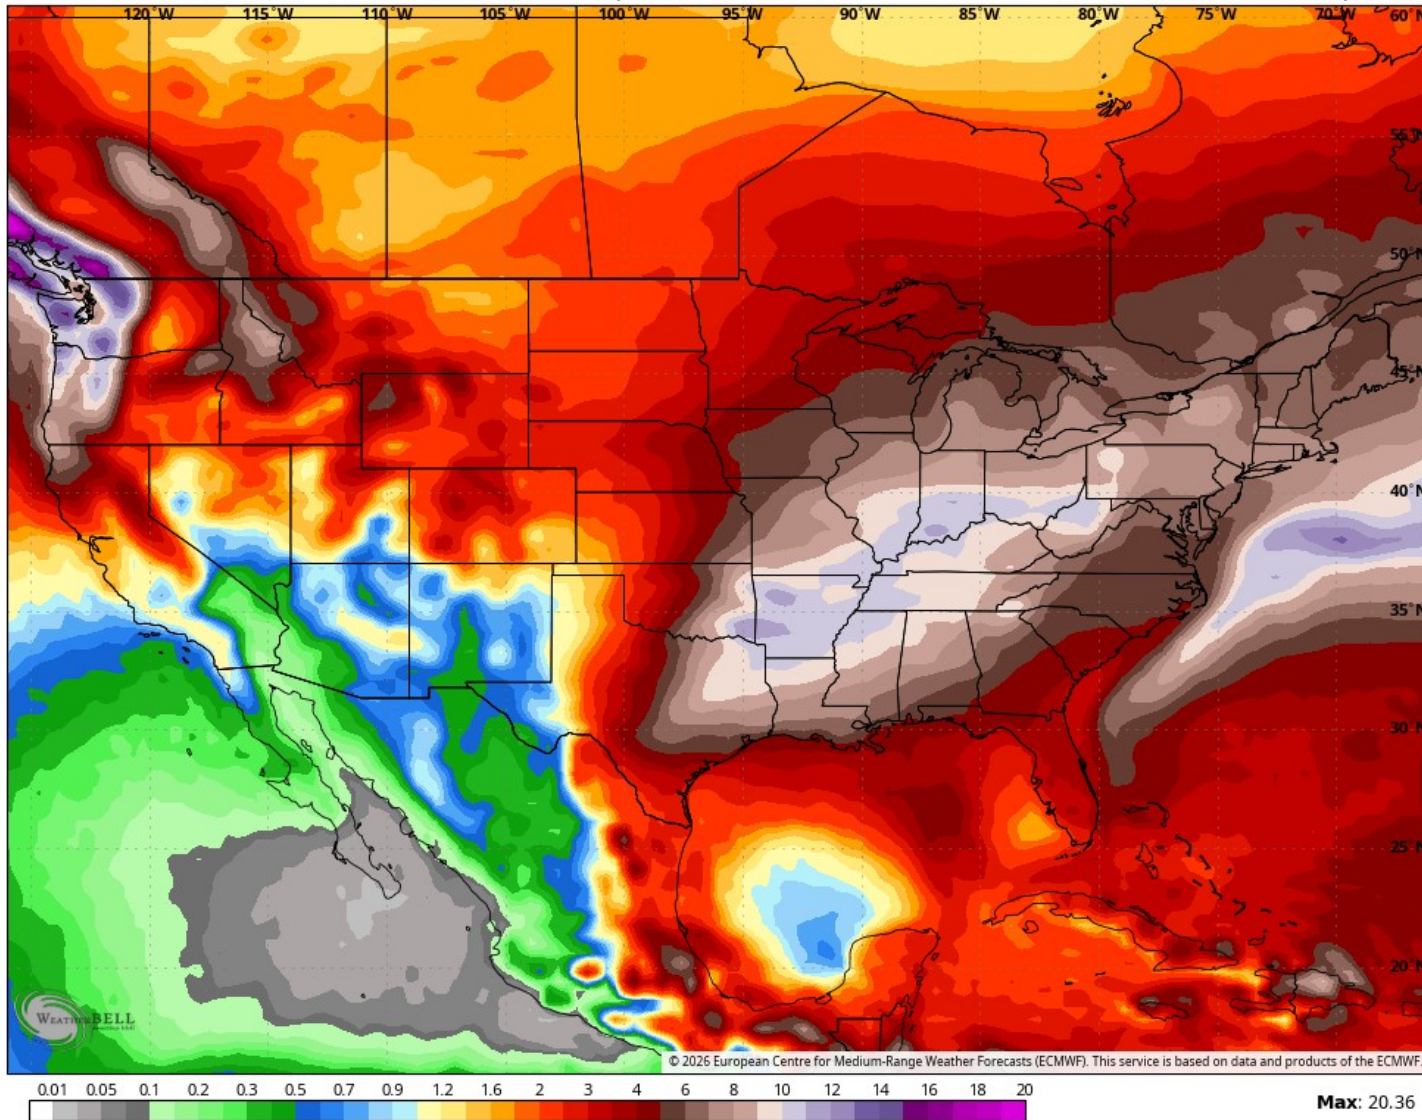 120°W 115°W 110°W 105°W 100°W 95°W 90°W 85°W 80°W 75°W 70°W 60°N
55°N
50°N
45°N
40°N
35°N
30°N
25°N
20°N
WEATHERBELL
© 2026 European Centre for Medium-Range Weather Forecasts (ECMWF). This service is based on data and products of the ECMWF.
0.01 0.05 0.1 0.2 0.3 0.5 0.7 0.9 1.2 1.6 2 3 4 6 8 10 12 14 16 18 20
Max: 20.36